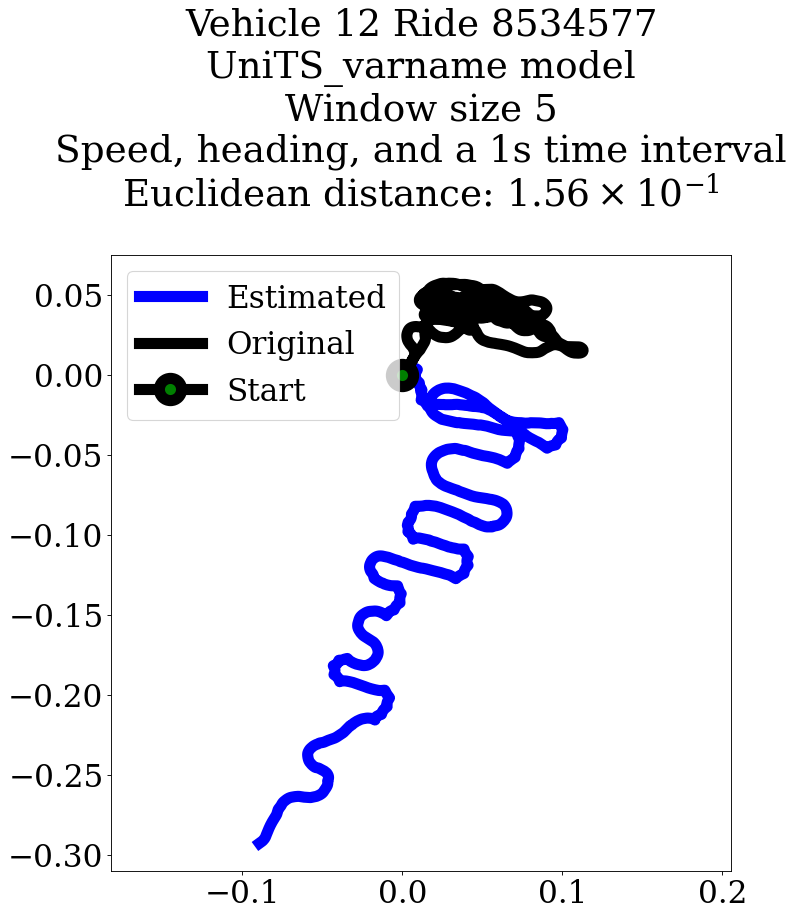 Vehicle 12 Ride 8534577
UniTS_varname model
Window size 5
Speed, heading, and a 1s time interval
Euclidean distance: 1.56 × 10⁻¹
Estimated
Original
Start
0.05
0.00
−0.05
−0.10
−0.15
−0.20
−0.25
−0.30
−0.1
0.0
0.1
0.2